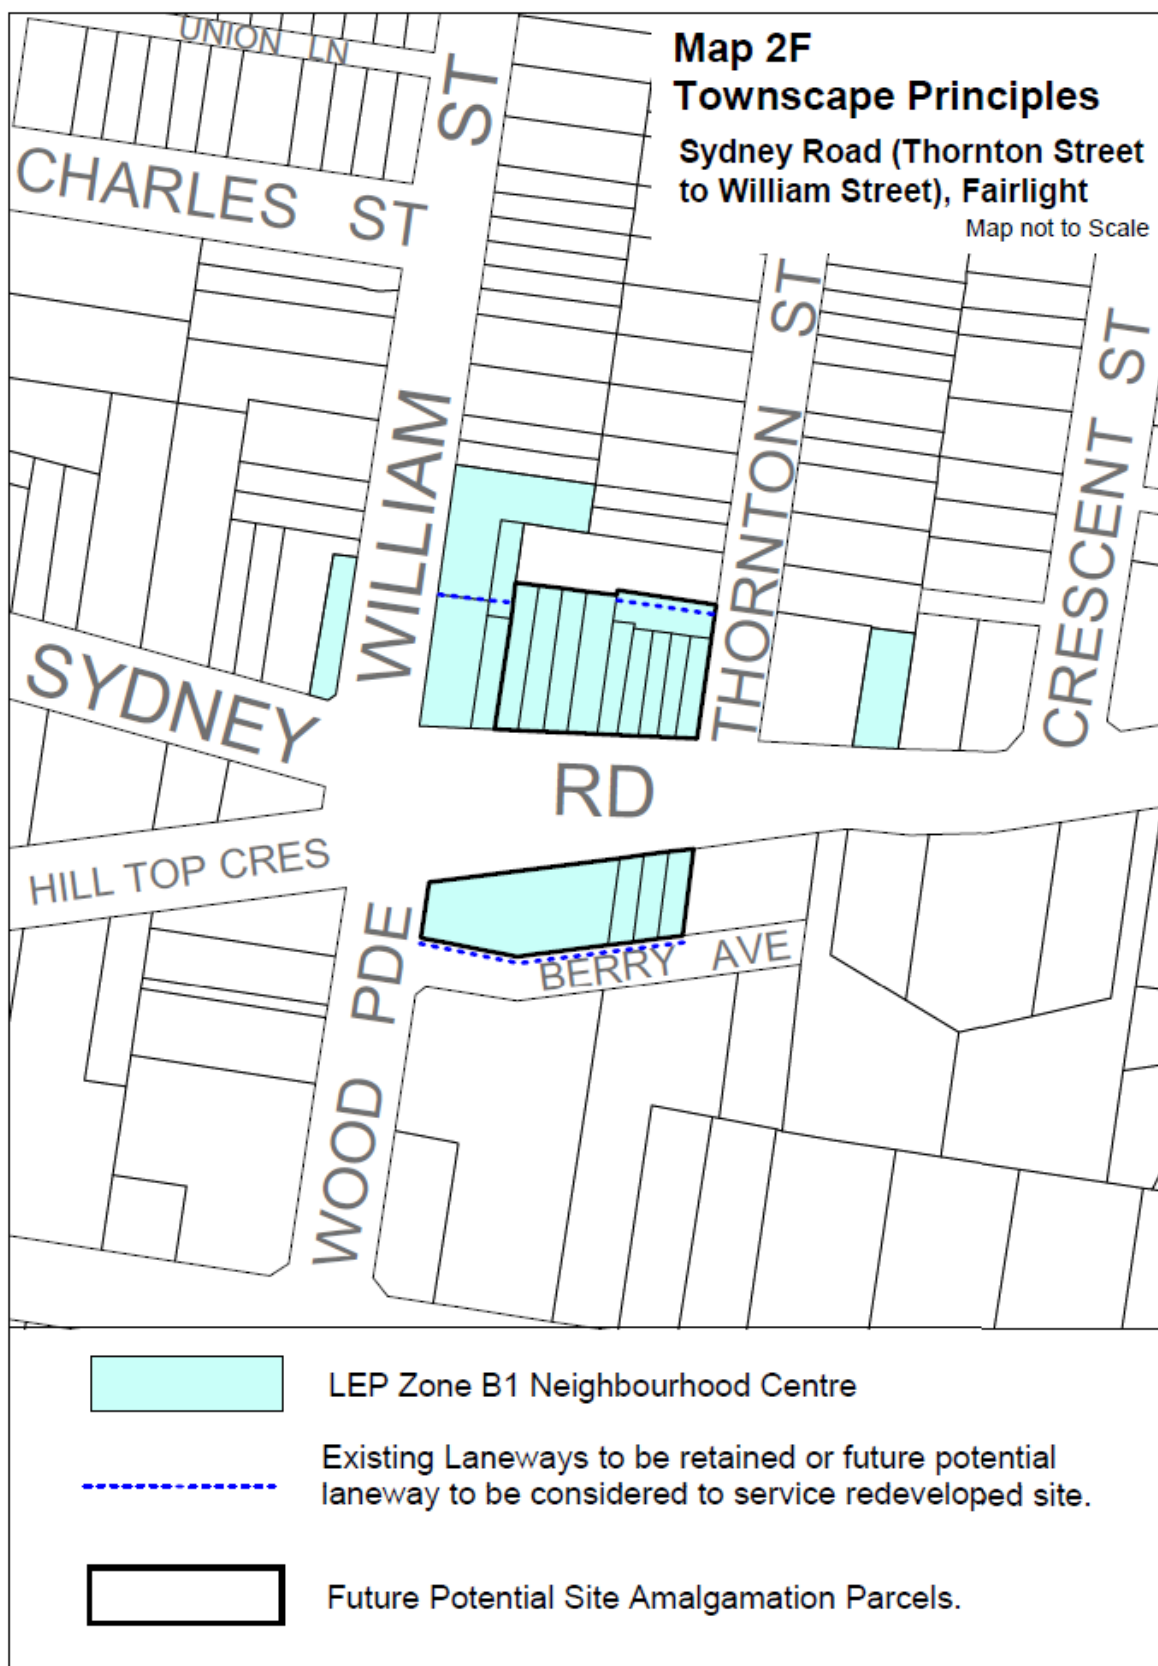 Map 2F
Townscape Principles
Sydney Road (Thornton Street
to William Street), Fairlight
Map not to Scale
UNION LN
CHARLES ST
WILLIAM ST
THORNTON ST
CRESCENT ST
SYDNEY RD
HILL TOP CRES
WOOD PDE
BERRY AVE
LEP Zone B1 Neighbourhood Centre
Existing Laneways to be retained or future potential
laneway to be considered to service redeveloped site.
Future Potential Site Amalgamation Parcels.